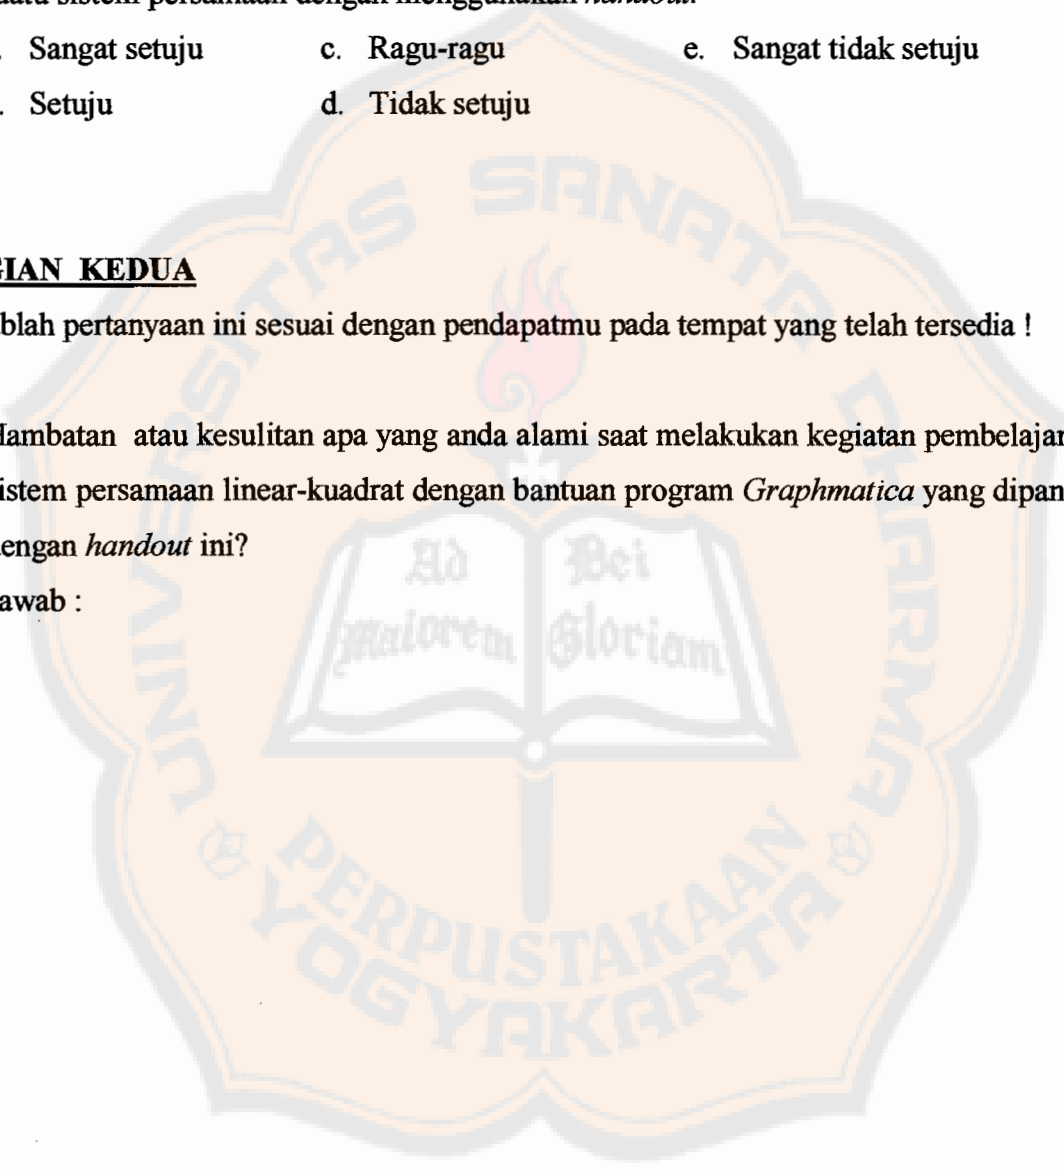 suatu sistem persamaan dengan menggunakan handout.
. Sangat setuju c. Ragu-ragu e. Sangat tidak setuju
. Setuju d. Tidak setuju
GIAN KEDUA
blah pertanyaan ini sesuai dengan pendapatmu pada tempat yang telah tersedia !
Hambatan atau kesulitan apa yang anda alami saat melakukan kegiatan pembelajar
sistem persamaan linear-kuadrat dengan bantuan program Graphmatica yang dipan
dengan handout ini?
awab :
UNIVERSITAS SANATA DHARMA
Ad Dei
Maiorem Gloriam
PERPUSTAKAAN
YOGYAKARTA